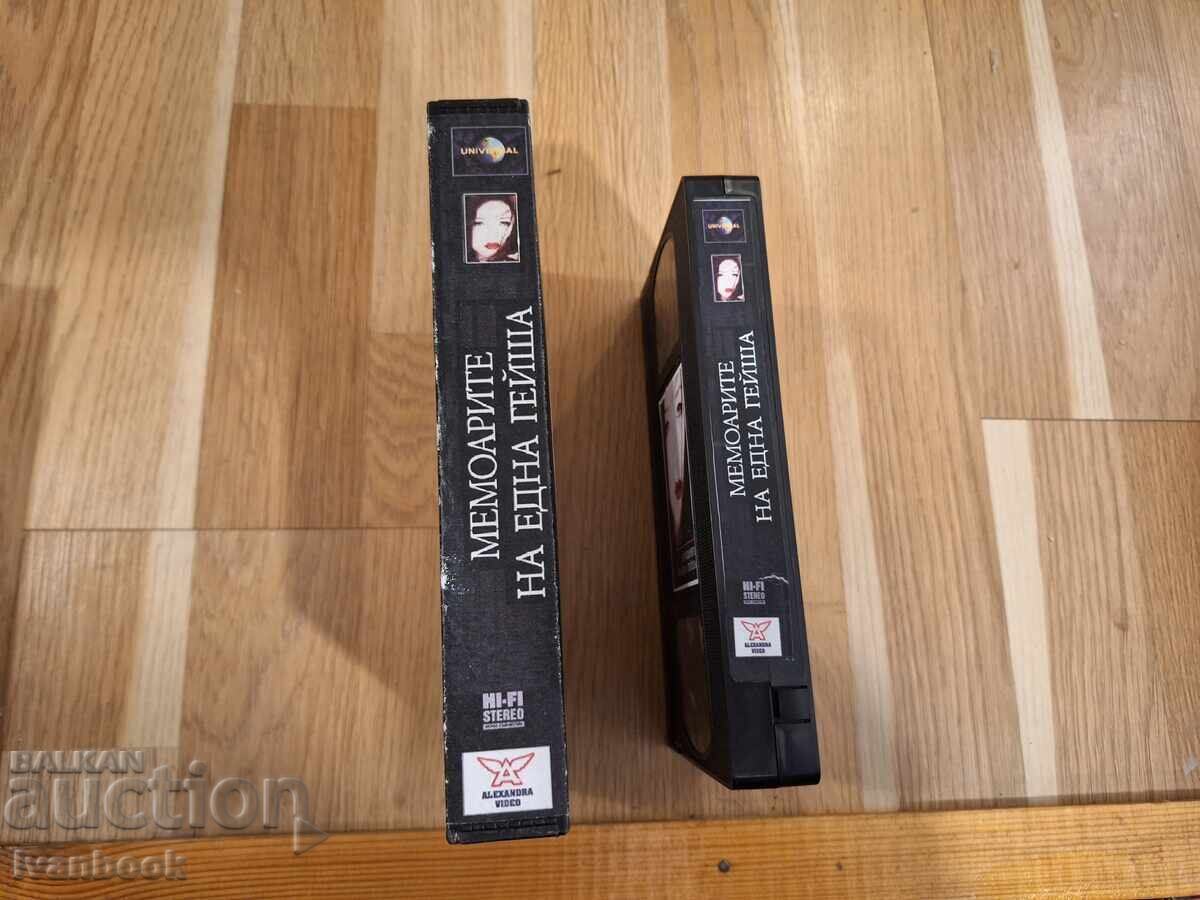 UNIVERSAL
МЕМОАРИТЕ
НА ЕДНА ГЕЙША
HI-FI
STEREO
ALEXANDRA
VIDEO
UNIVERSAL
МЕМОАРИТЕ
НА ЕДНА ГЕЙША
HI-FI
STEREO
ALEXANDRA
VIDEO
BALKAN
auction
Ivanbook